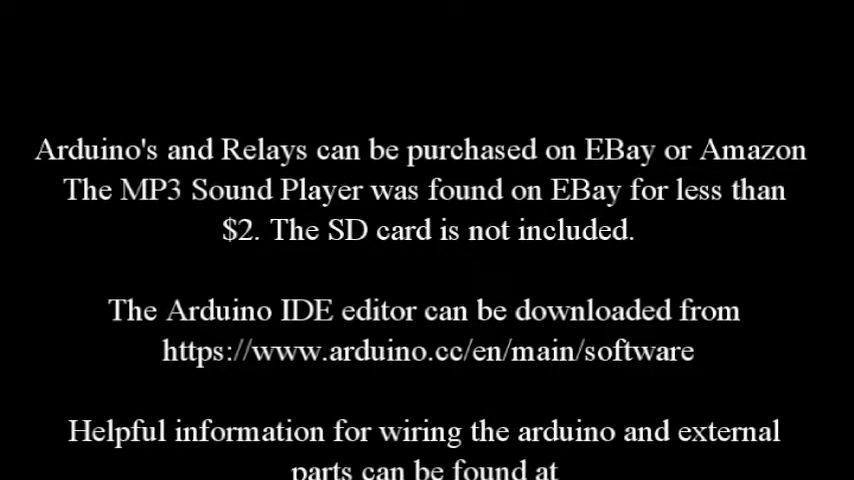 Arduino's and Relays can be purchased on EBay or Amazon
The MP3 Sound Player was found on EBay for less than
$2. The SD card is not included.
The Arduino IDE editor can be downloaded from
https://www.arduino.cc/en/main/software
Helpful information for wiring the arduino and external
parts can be found at